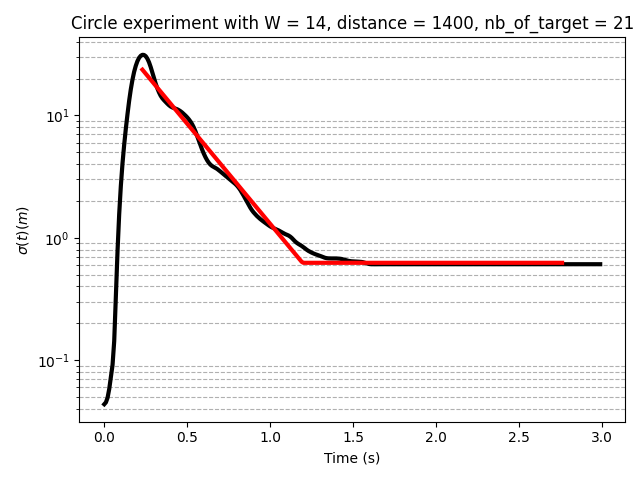 Circle experiment with W = 14, distance = 1400, nb_of_target = 21
σ(t)(m)
10¹
10⁰
10⁻¹
0.0 0.5 1.0 1.5 2.0 2.5 3.0
Time (s)